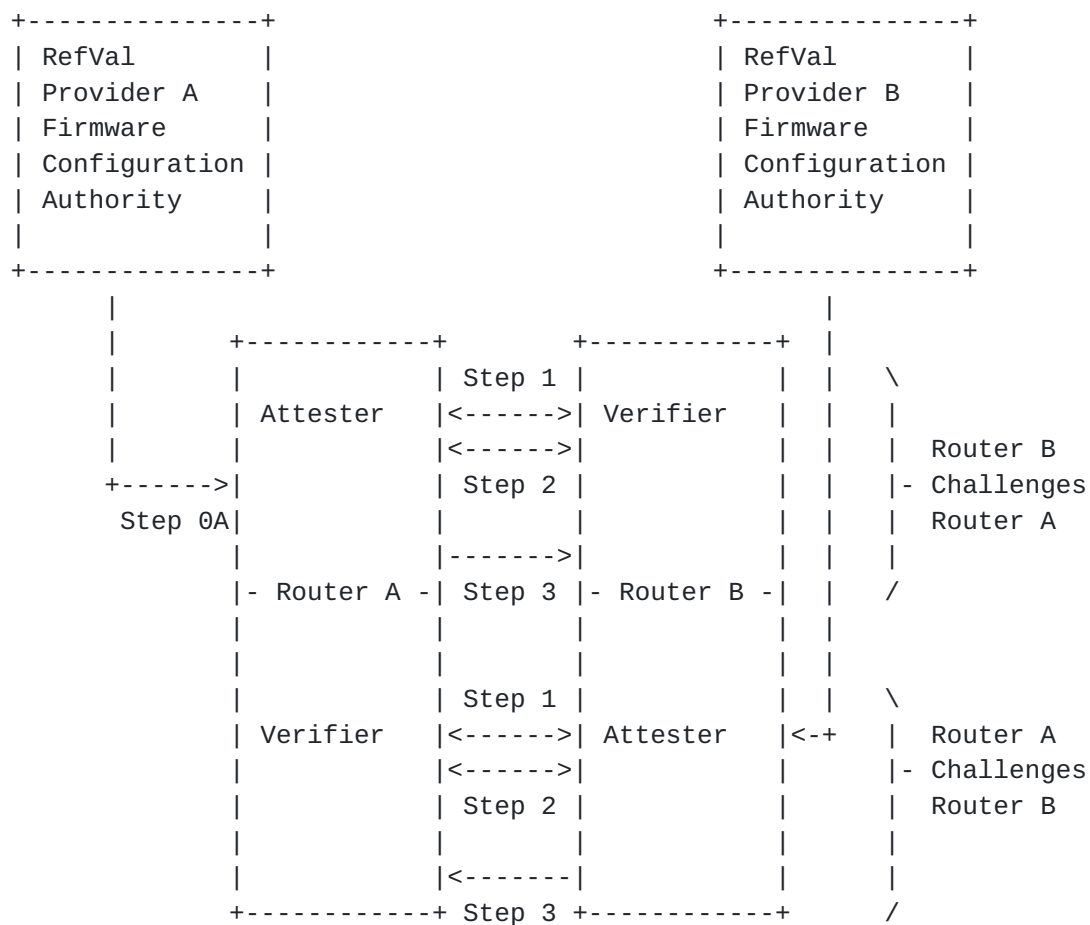 +---------------+                           +---------------+
| RefVal        |                           | RefVal        |
| Provider A    |                           | Provider B    |
| Firmware      |                           | Firmware      |
| Configuration |                           | Configuration |
| Authority     |                           | Authority     |
|               |                           |               |
+---------------+                           +---------------+
      |                                            |
      |       +------------+        +------------+  |
      |       |            | Step 1 |            |  |   \
      |       | Attester   |<------>| Verifier   |  |   |
      |       |            |<------>|            |  |   |  Router B
      +------>|            | Step 2 |            |  |   |- Challenges
       Step 0A|            |        |            |  |   |  Router A
              |            |------->|            |  |   |
              |- Router A -| Step 3 |- Router B -|  |   /
              |            |        |            |  |
              |            |        |            |  |
              |            | Step 1 |            |  |   \
              | Verifier   |<------>| Attester   |<-+   |  Router A
              |            |<------>|            |      |- Challenges
              |            | Step 2 |            |      |  Router B
              |            |        |            |      |
              |            |<-------|            |      |
              +------------+ Step 3 +------------+      /